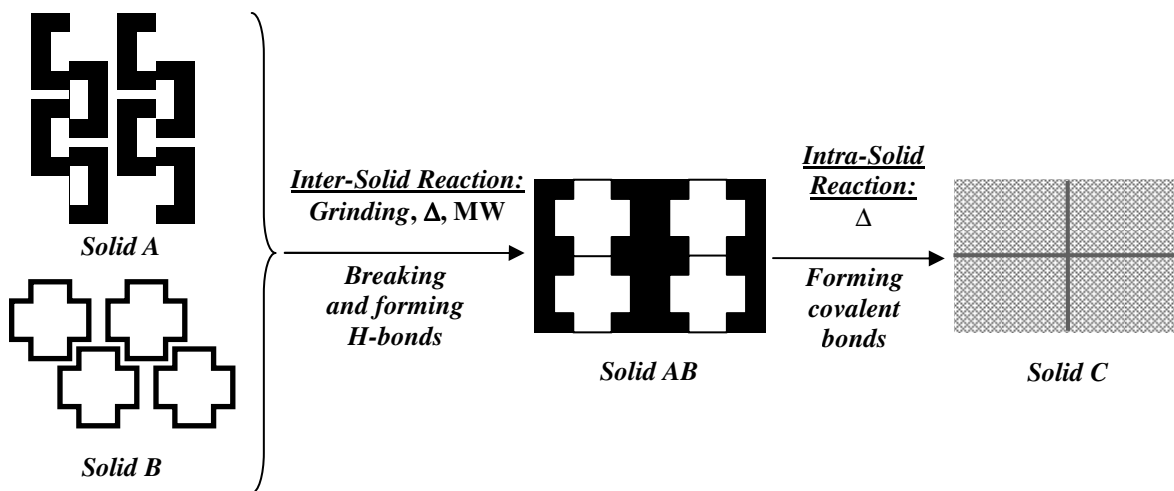 Solid A
Solid B
Inter-Solid Reaction:
Grinding, Δ, MW
Breaking
and forming
H-bonds
Solid AB
Intra-Solid
Reaction:
Δ
Forming
covalent
bonds
Solid C